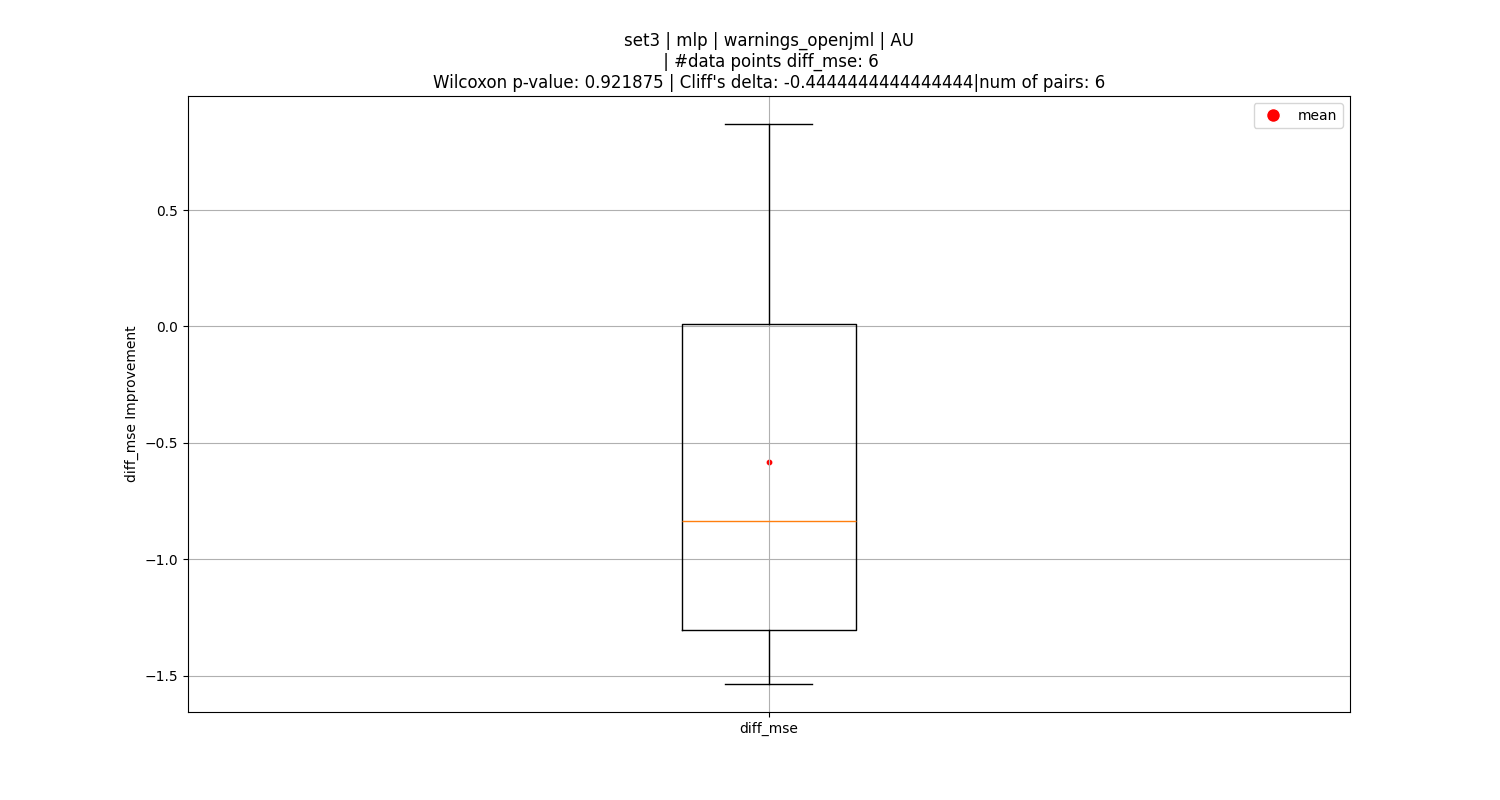 set3 | mlp | warnings_openjml | AU
| #data points diff_mse: 6
Wilcoxon p-value: 0.921875 | Cliff's delta: -0.4444444444444444|num of pairs: 6
mean
0.5
0.0
−0.5
−1.0
−1.5
diff_mse Improvement
diff_mse